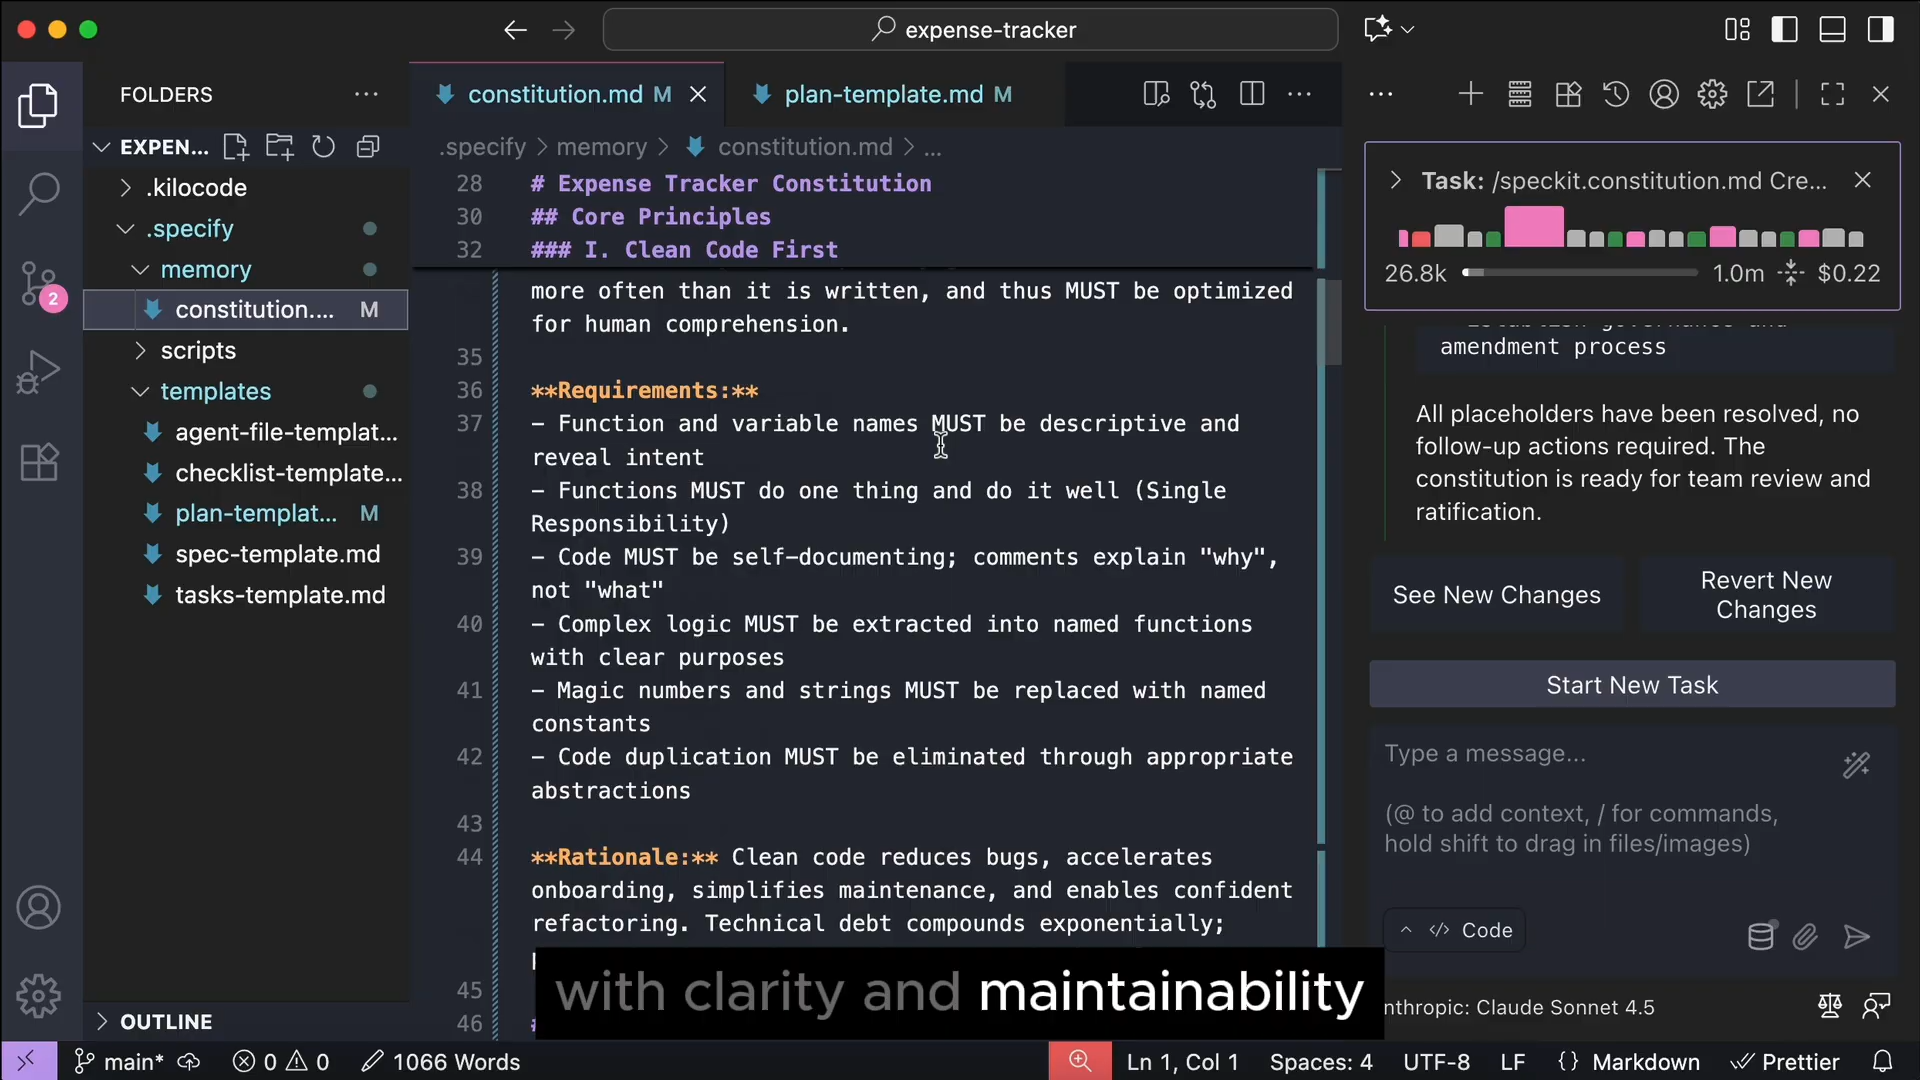 expense-tracker
FOLDERS
EXPEN...
.kilocode
.specify
memory
constitution....
M
scripts
templates
agent-file-templat...
checklist-template...
plan-templat...
M
spec-template.md
tasks-template.md
OUTLINE
2
constitution.md M
plan-template.md M
.specify > memory > constitution.md > ...
28 # Expense Tracker Constitution
30 ## Core Principles
32 ### I. Clean Code First
more often than it is written, and thus MUST be optimized
for human comprehension.
35
36 **Requirements:**
37 - Function and variable names MUST be descriptive and
reveal intent
38 - Functions MUST do one thing and do it well (Single
Responsibility)
39 - Code MUST be self-documenting; comments explain "why",
not "what"
40 - Complex logic MUST be extracted into named functions
with clear purposes
41 - Magic numbers and strings MUST be replaced with named
constants
42 - Code duplication MUST be eliminated through appropriate
abstractions
43
44 **Rationale:** Clean code reduces bugs, accelerates
onboarding, simplifies maintenance, and enables confident
refactoring. Technical debt compounds exponentially;
45
46
with clarity and maintainability
Task: /speckit.constitution.md Cre...
26.8k
1.0m
$0.22
amendment process
All placeholders have been resolved, no
follow-up actions required. The
constitution is ready for team review and
ratification.
See New Changes
Revert New
Changes
Start New Task
Type a message...
(@ to add context, / for commands,
hold shift to drag in files/images)
Code
nthropic: Claude Sonnet 4.5
main*
0
0
1066 Words
Ln 1, Col 1
Spaces: 4
UTF-8
LF
{} Markdown
Prettier